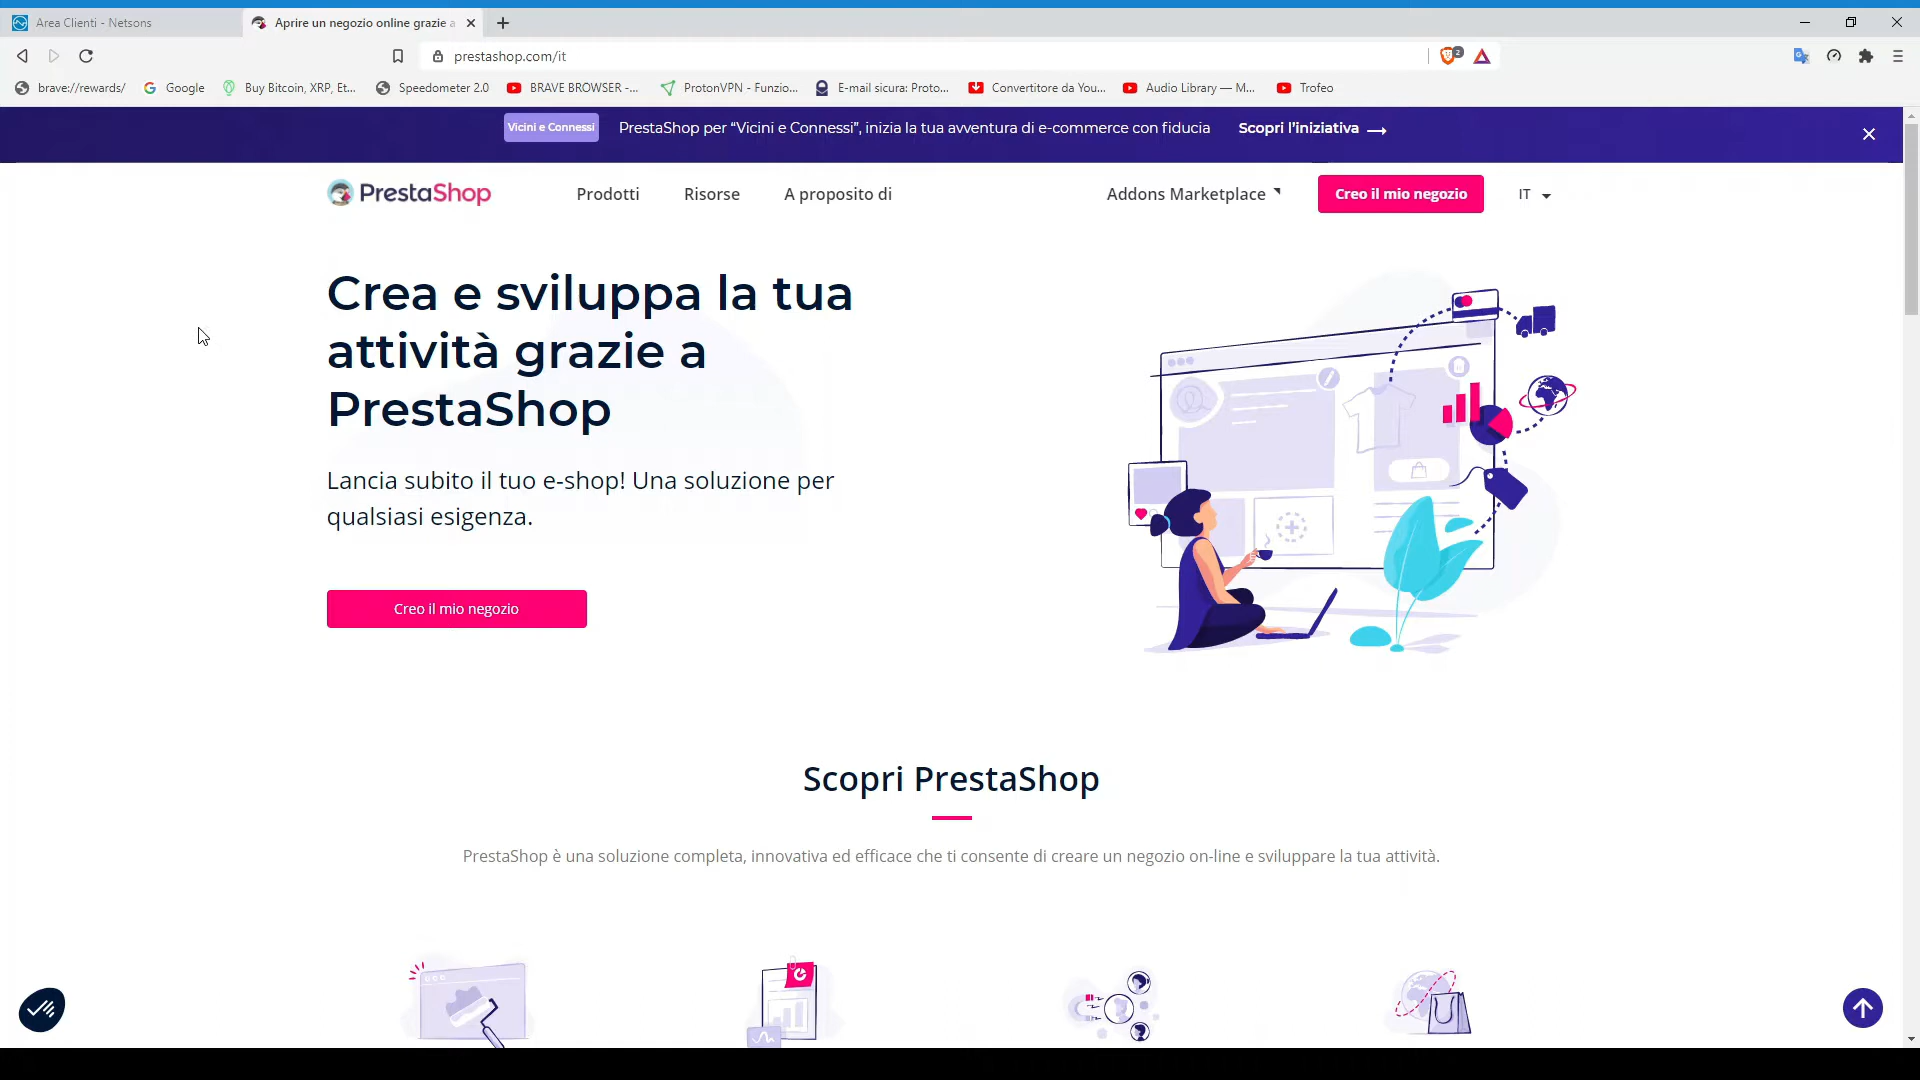 Area Clienti - Netsons
Aprire un negozio online grazie a
prestashop.com/it
2
brave://rewards/
Google
Buy Bitcoin, XRP, Et...
Speedometer 2.0
BRAVE BROWSER -...
ProtonVPN - Funzio...
E-mail sicura: Proto...
Convertitore da You...
Audio Library — M...
Trofeo
Vicini e Connessi
PrestaShop per “Vicini e Connessi”, inizia la tua avventura di e-commerce con fiducia
Scopri l’iniziativa
PrestaShop
Prodotti
Risorse
A proposito di
Addons Marketplace
Creo il mio negozio
IT
Crea e sviluppa la tua
attività grazie a
PrestaShop
Lancia subito il tuo e-shop! Una soluzione per
qualsiasi esigenza.
Creo il mio negozio
Scopri PrestaShop
PrestaShop è una soluzione completa, innovativa ed efficace che ti consente di creare un negozio on-line e sviluppare la tua attività.